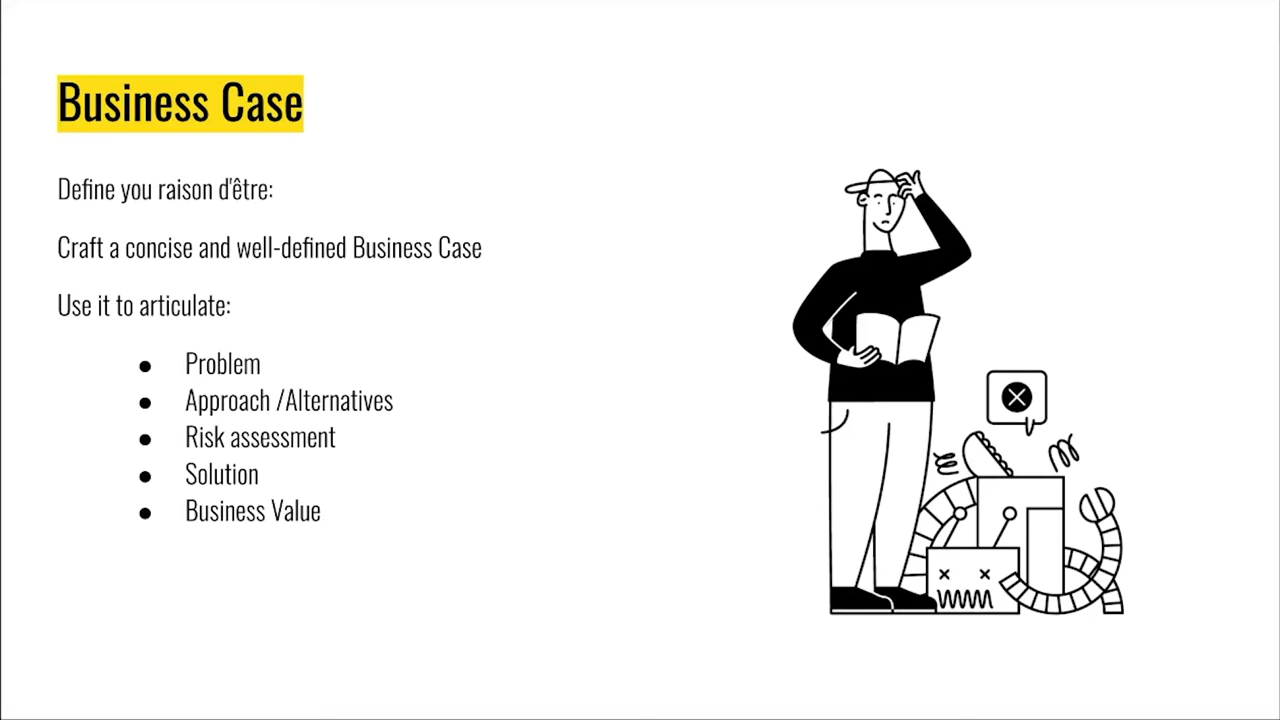 Business Case
Define you raison d'être:
Craft a concise and well-defined Business Case
Use it to articulate:
● Problem
● Approach /Alternatives
● Risk assessment
● Solution
● Business Value